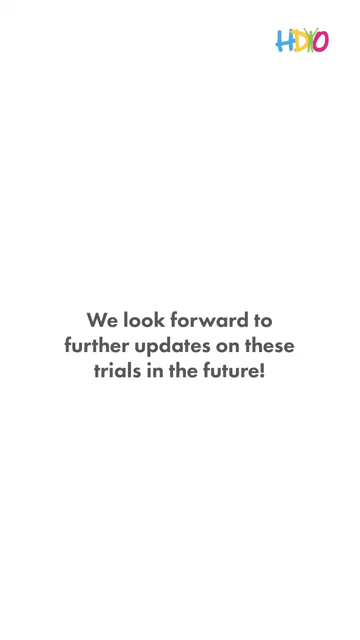 HDYO
We look forward to
further updates on these
trials in the future!